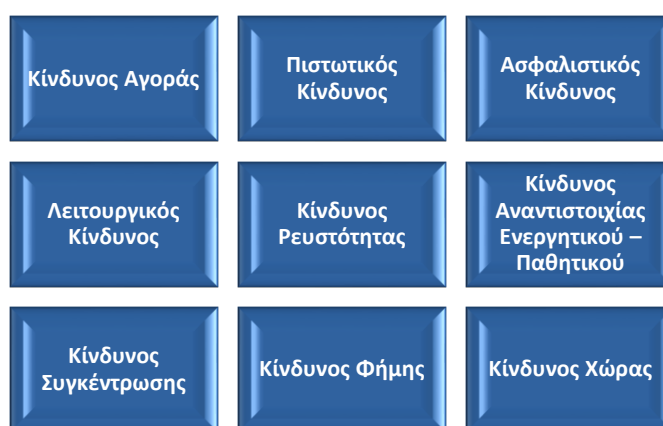 Κίνδυνος Αγοράς
Πιστωτικός
Κίνδυνος
Ασφαλιστικός
Κίνδυνος
Λειτουργικός
Κίνδυνος
Κίνδυνος
Ρευστότητας
Κίνδυνος
Αναντιστοιχίας
Ενεργητικού –
Παθητικού
Κίνδυνος
Συγκέντρωσης
Κίνδυνος Φήμης
Κίνδυνος Χώρας